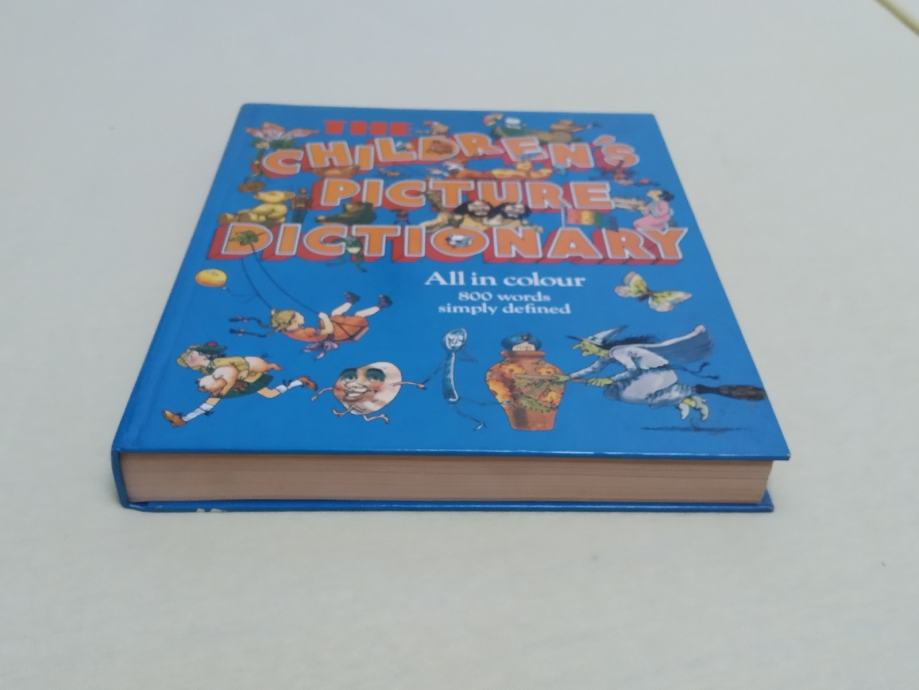 THE
CHILDREN'S
PICTURE
DICTIONARY
All in colour
800 words
simply defined